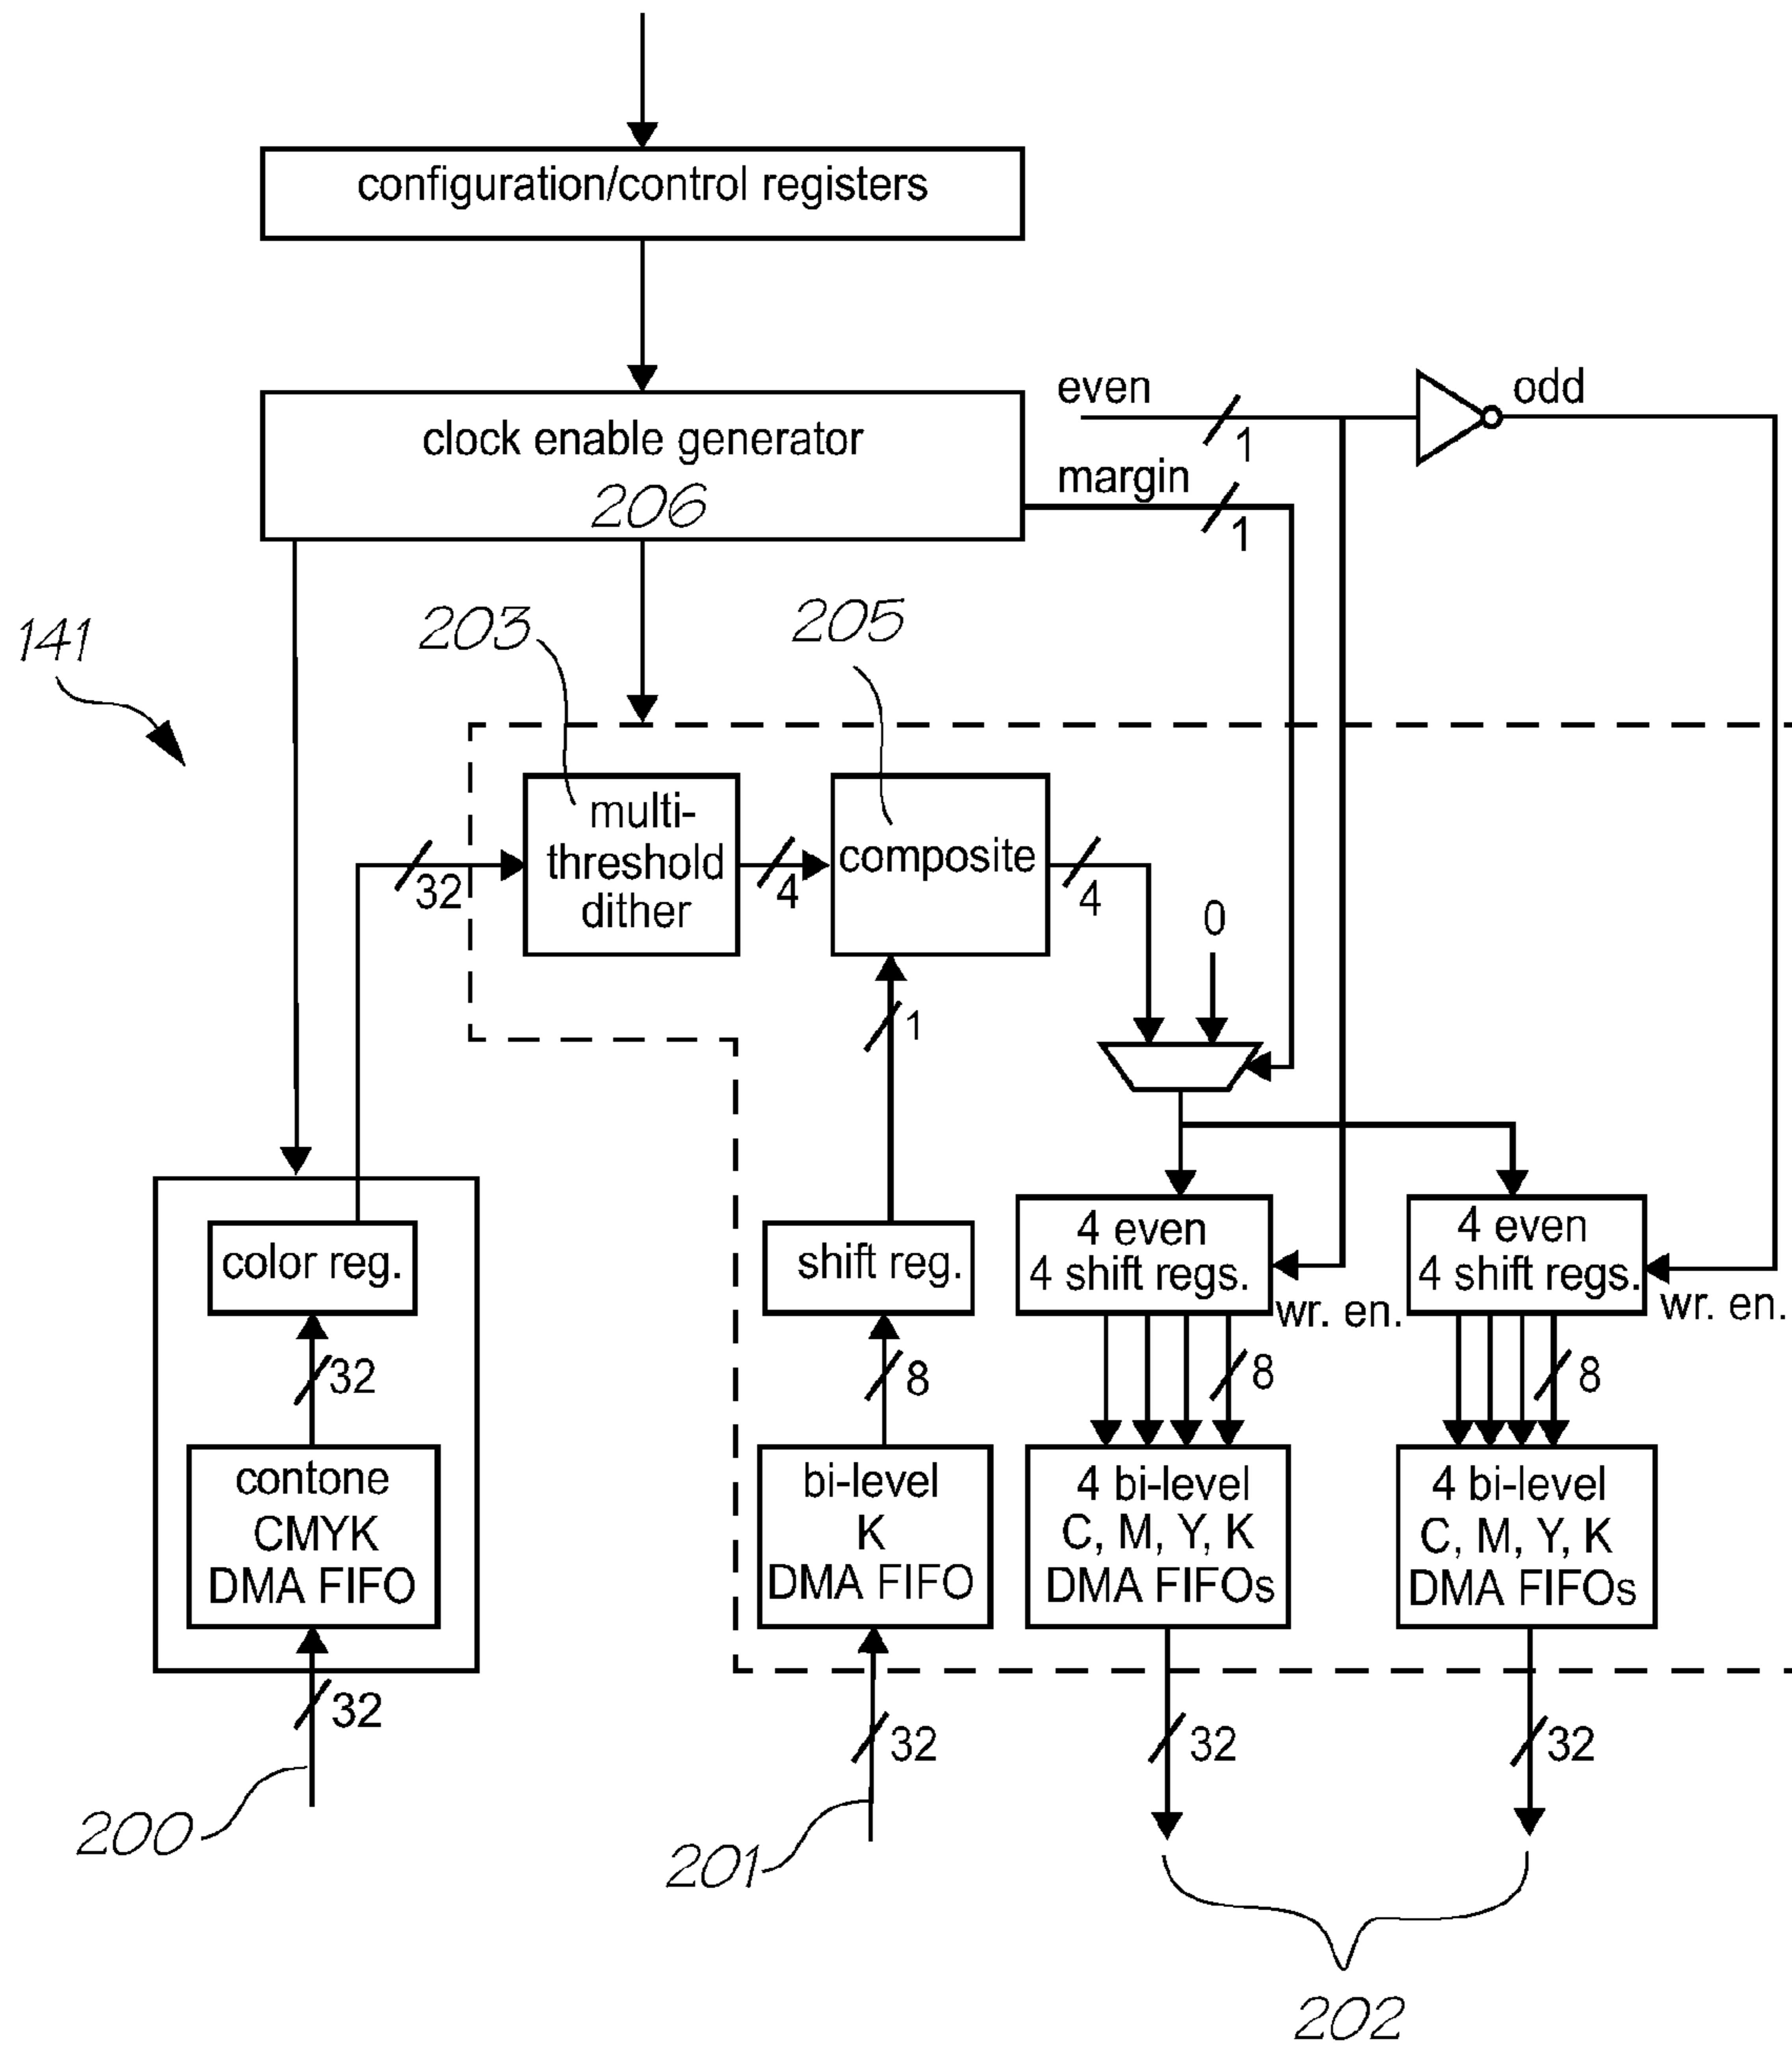 configuration/control registers
clock enable generator
206
even
1
odd
margin
1
141
203
205
multi-
threshold
dither
32
4
composite
4
0
1
color reg.
shift reg.
4 even
4 shift regs.
wr. en.
4 even
4 shift regs.
wr. en.
32
8
8
8
contone
CMYK
DMA FIFO
bi-level
K
DMA FIFO
4 bi-level
C, M, Y, K
DMA FIFOs
4 bi-level
C, M, Y, K
DMA FIFOs
32
32
32
32
200
201
202